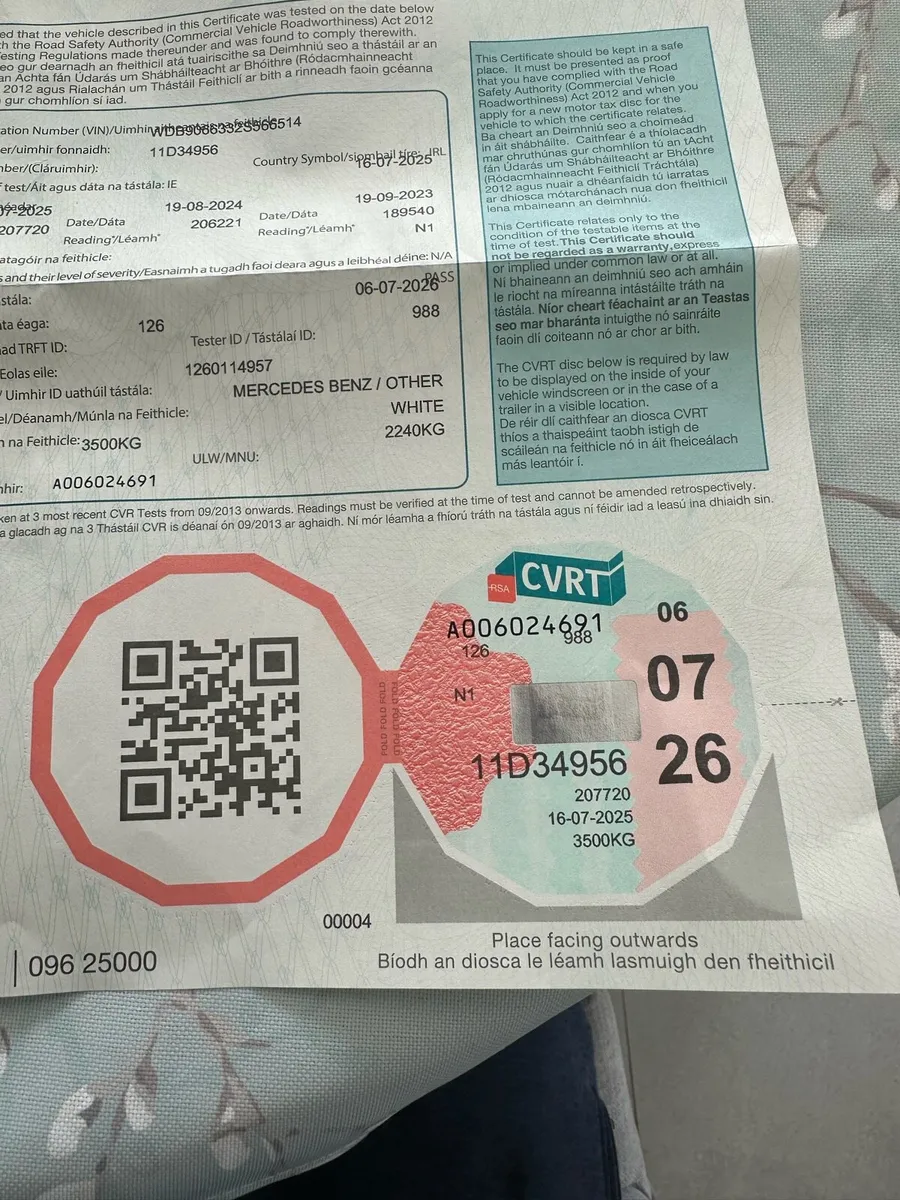 ed that the vehicle described in this Certificate was tested on the date below
h the Road Safety Authority (Commercial Vehicle Roadworthiness) Act 2012
esting Regulations made thereunder and was found to comply therewith.
eo gur dearnadh an fheithicil atá tuairiscithe sa Deimhniú seo a thástáil ar an
an Achta fán Údarás um Shábháilteacht ar Bhóithre (Ródacmhainneacht
2012 agus Rialachán um Thástáil Feithiclí ar bith a rinneadh faoin gcéanna
gur chomhlíon sí iad.
ation Number (VIN)/Uimhir WDB9066332S566514
er/uimhir fonnaidh:
11D34956
mber/(Cláruimhir):
Country Symbol/siombail tíre: IRL
16-07-2025
f test/Áit agus dáta na tástála: IE
07-2025
19-08-2024
19-09-2023
207720
Date/Dáta
206221
Date/Dáta
189540
Reading*/Léamh*
Reading*/Léamh*
N1
atagóir na feithicle:
s and their level of severity/Easnaimh a tugadh faoi deara agus a leibhéal déine: N/A
PASS
stála:
06-07-2026
ta éaga:
126
988
ad TRFT ID:
Tester ID / Tástálaí ID:
Eolas eile:
1260114957
/ Uimhir ID uathúil tástála:
MERCEDES BENZ / OTHER
el/Déanamh/Múnla na Feithicle:
WHITE
n na Feithicle: 3500KG
2240KG
ULW/MNU:
hir:
A006024691
ken at 3 most recent CVR Tests from 09/2013 onwards. Readings must be verified at the time of test and cannot be amended retrospectively.
a glacadh ag na 3 Thástáil CVR is déanaí ón 09/2013 ar aghaidh. Ní mór léamha a fhíorú tráth na tástála agus ní féidir iad a leasú ina dhiaidh sin.
This Certificate should be kept in a safe
place. It must be presented as proof
that you have complied with the Road
Safety Authority (Commercial Vehicle
Roadworthiness) Act 2012 and when you
apply for a new motor tax disc for the
vehicle to which the certificate relates.
Ba cheart an Deimhniú seo a choimeád
in áit shábháilte. Caithfear é a thíolacadh
mar chruthúnas gur chomhlíon tú an tAcht
fán Údarás um Shábháilteacht ar Bhóithre
(Ródacmhainneacht Feithiclí Tráchtála)
2012 agus nuair a dhéanfaidh tú iarratas
ar dhiosca mótarchánach nua don fheithicil
lena mbaineann an deimhniú.
This Certificate relates only to the
condition of the testable items at the
time of test. This Certificate should
not be regarded as a warranty, express
or implied under common law or at all.
Ní bhaineann an deimhniú seo ach amháin
le riocht na míreanna intástáilte tráth na
tástála. Níor cheart féachaint ar an Teastas
seo mar bharánta intuigthe nó sainráite
faoin dlí coiteann nó ar chor ar bith.
The CVRT disc below is required by law
to be displayed on the inside of your
vehicle windscreen or in the case of a
trailer in a visible location.
De réir dlí caithfear an diosca CVRT
thíos a thaispeáint taobh istigh de
scáileán na feithicle nó in áit fheiceálach
más leantóir í.
FOLD FOLD FOLD
FOLD FOLD FOLD
RSA
CVRT
A006024691
988
126
N1
06
07
26
11D34956
207720
16-07-2025
3500KG
00004
096 25000
Place facing outwards
Bíodh an diosca le léamh lasmuigh den fheithicil